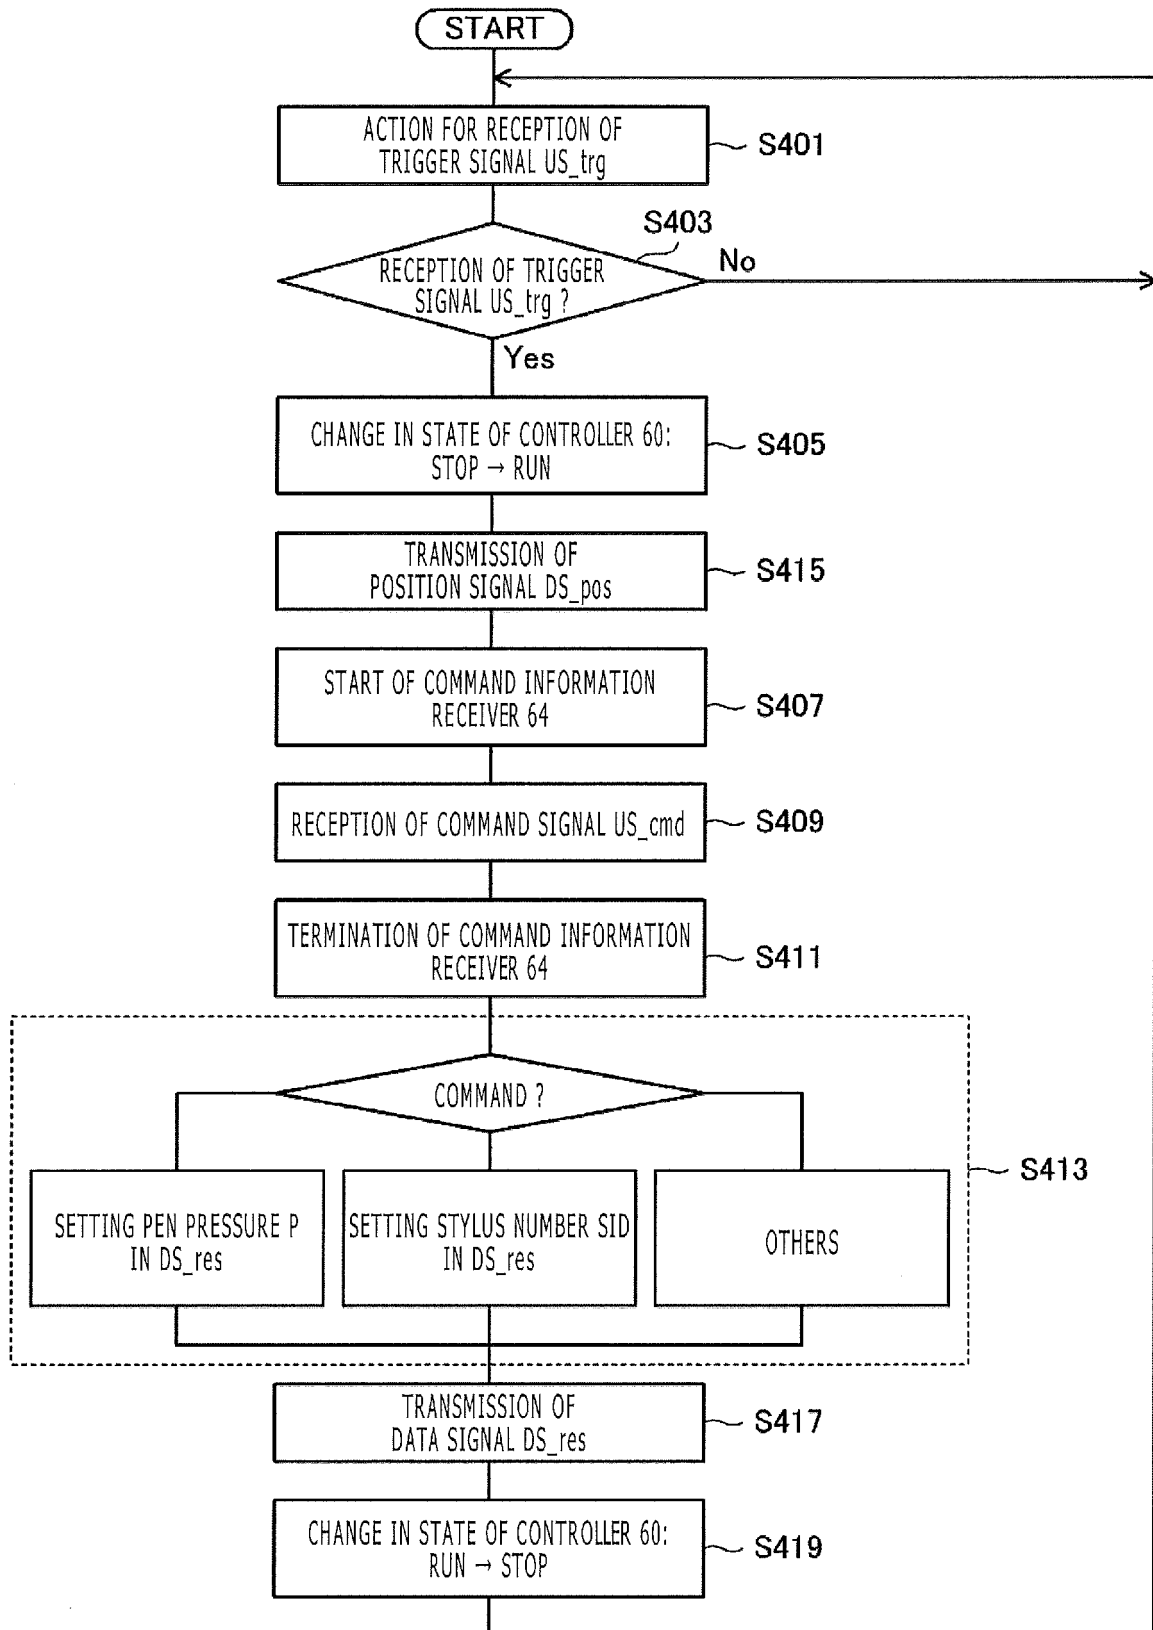 START
ACTION FOR RECEPTION OF
TRIGGER SIGNAL US_trg
S401
S403
RECEPTION OF TRIGGER
SIGNAL US_trg ?
No
Yes
CHANGE IN STATE OF CONTROLLER 60:
STOP → RUN
S405
TRANSMISSION OF
POSITION SIGNAL DS_pos
S415
START OF COMMAND INFORMATION
RECEIVER 64
S407
RECEPTION OF COMMAND SIGNAL US_cmd
S409
TERMINATION OF COMMAND INFORMATION
RECEIVER 64
S411
COMMAND ?
S413
SETTING PEN PRESSURE P
IN DS_res
SETTING STYLUS NUMBER SID
IN DS_res
OTHERS
TRANSMISSION OF
DATA SIGNAL DS_res
S417
CHANGE IN STATE OF CONTROLLER 60:
RUN → STOP
S419